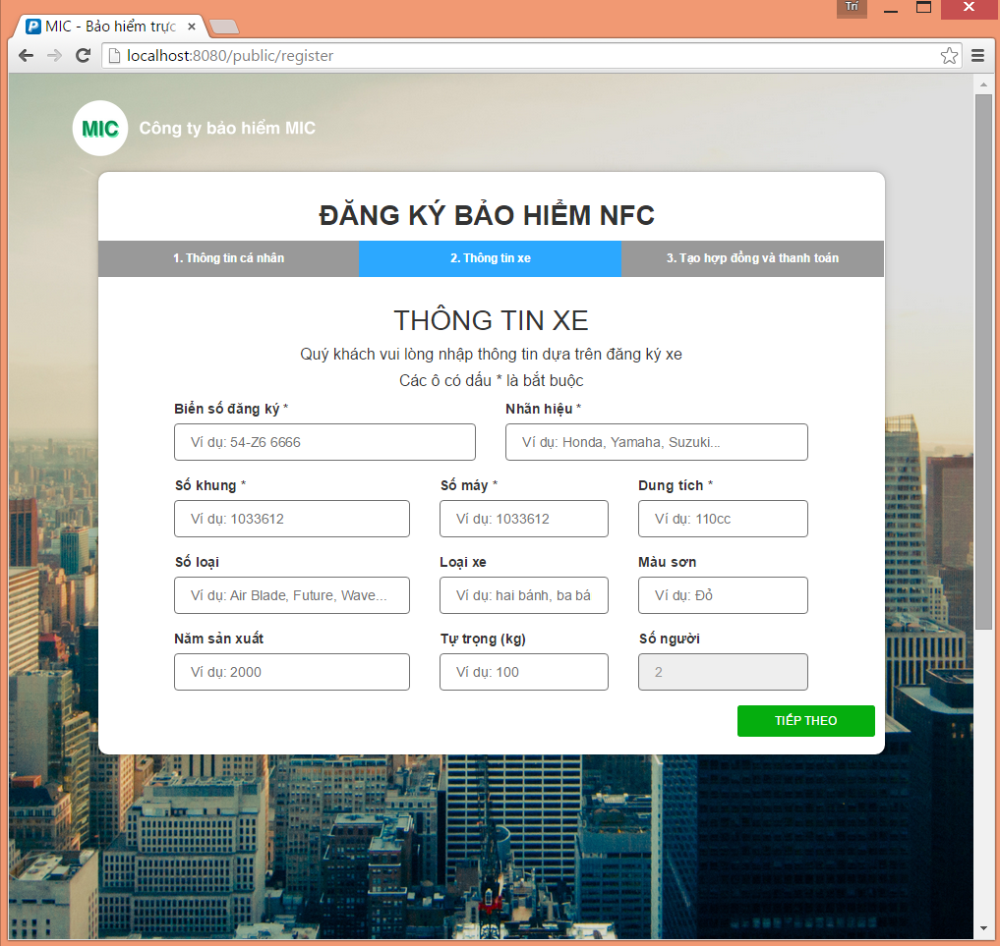 Trí
MIC - Bảo hiểm trực
localhost:8080/public/register
MIC Công ty bảo hiểm MIC
ĐĂNG KÝ BẢO HIỂM NFC
1. Thông tin cá nhân 2. Thông tin xe 3. Tạo hợp đồng và thanh toán
THÔNG TIN XE
Quý khách vui lòng nhập thông tin dựa trên đăng ký xe
Các ô có dấu * là bắt buộc
Biển số đăng ký * Nhãn hiệu *
Ví dụ: 54-Z6 6666 Ví dụ: Honda, Yamaha, Suzuki...
Số khung * Số máy * Dung tích *
Ví dụ: 1033612 Ví dụ: 1033612 Ví dụ: 110cc
Số loại Loại xe Màu sơn
Ví dụ: Air Blade, Future, Wave... Ví dụ: hai bánh, ba bá Ví dụ: Đỏ
Năm sản xuất Tự trọng (kg) Số người
Ví dụ: 2000 Ví dụ: 100 2
TIẾP THEO